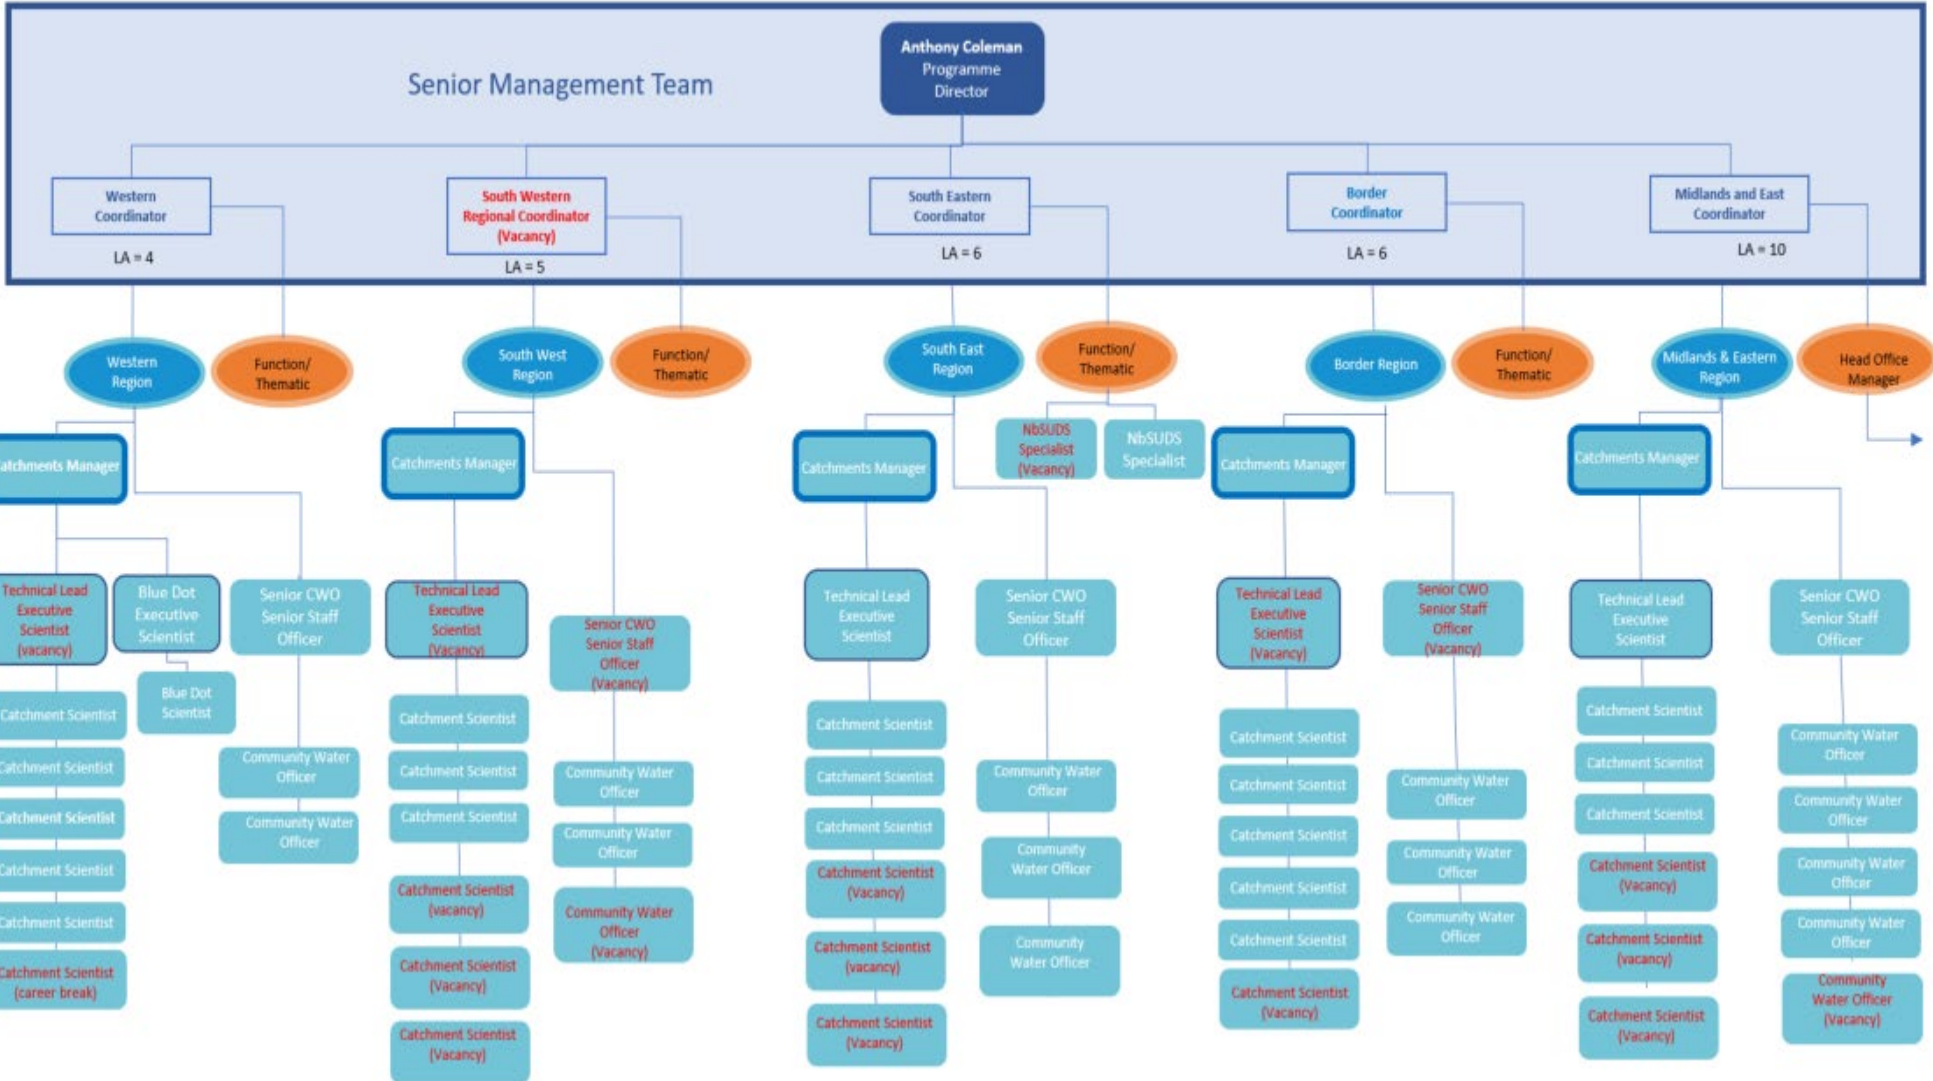 Anthony Coleman
Programme
Director
Senior Management Team
Western
Coordinator
LA = 4
South Western
Regional Coordinator
(Vacancy)
LA = 5
South Eastern
Coordinator
LA = 6
Border
Coordinator
LA = 6
Midlands and East
Coordinator
LA = 10
Western
Region
Function/
Thematic
South West
Region
Function/
Thematic
South East
Region
Function/
Thematic
Border Region
Function/
Thematic
Midlands & Eastern
Region
Head Office
Manager
atchments Manager
Technical Lead
Executive
Scientist
(vacancy)
Blue Dot
Executive
Scientist
Blue Dot
Scientist
Senior CWO
Senior Staff
Officer
Catchment Scientist
Catchment Scientist
Catchment Scientist
Catchment Scientist
Catchment Scientist
Catchment Scientist
(career break)
Community Water
Officer
Community Water
Officer
Catchments Manager
Technical Lead
Executive
Scientist
(Vacancy)
Catchment Scientist
Catchment Scientist
Catchment Scientist
Catchment Scientist
(vacancy)
Catchment Scientist
(Vacancy)
Catchment Scientist
(Vacancy)
Senior CWO
Senior Staff
Officer
(Vacancy)
Community Water
Officer
Community Water
Officer
Community Water
Officer
(Vacancy)
Catchments Manager
NbSUDS
Specialist
(Vacancy)
NbSUDS
Specialist
Technical Lead
Executive
Scientist
Catchment Scientist
Catchment Scientist
Catchment Scientist
Catchment Scientist
(Vacancy)
Catchment Scientist
(vacancy)
Catchment Scientist
(Vacancy)
Senior CWO
Senior Staff
Officer
Community Water
Officer
Community
Water Officer
Community
Water Officer
Catchments Manager
Technical Lead
Executive
Scientist
(Vacancy)
Catchment Scientist
Catchment Scientist
Catchment Scientist
Catchment Scientist
Catchment Scientist
Catchment Scientist
(Vacancy)
Senior CWO
Senior Staff
Officer
(Vacancy)
Community Water
Officer
Community Water
Officer
Community Water
Officer
Catchments Manager
Technical Lead
Executive
Scientist
Catchment Scientist
Catchment Scientist
Catchment Scientist
Catchment Scientist
(Vacancy)
Catchment Scientist
(vacancy)
Catchment Scientist
(Vacancy)
Senior CWO
Senior Staff
Officer
Community Water
Officer
Community Water
Officer
Community Water
Officer
Community Water
Officer
Community
Water Officer
(Vacancy)